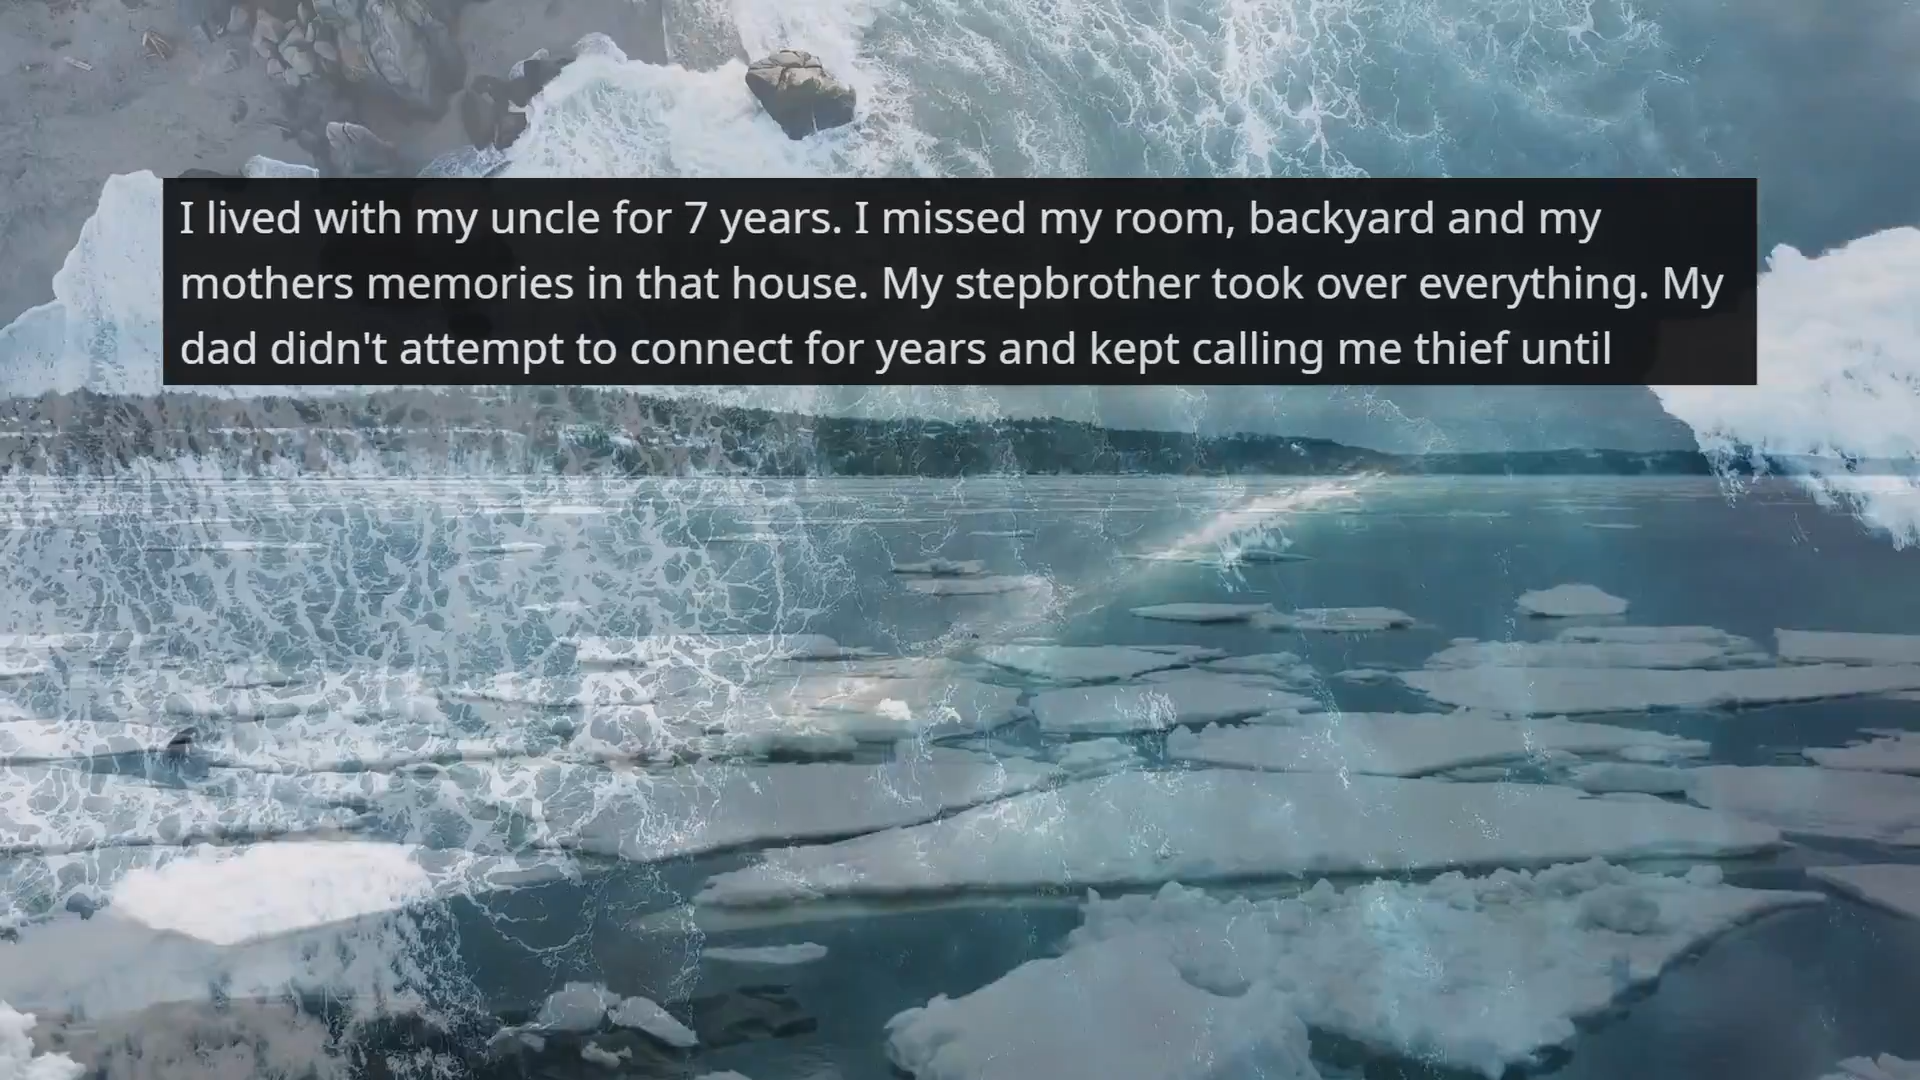 I lived with my uncle for 7 years. I missed my room, backyard and my
mothers memories in that house. My stepbrother took over everything. My
dad didn't attempt to connect for years and kept calling me thief until